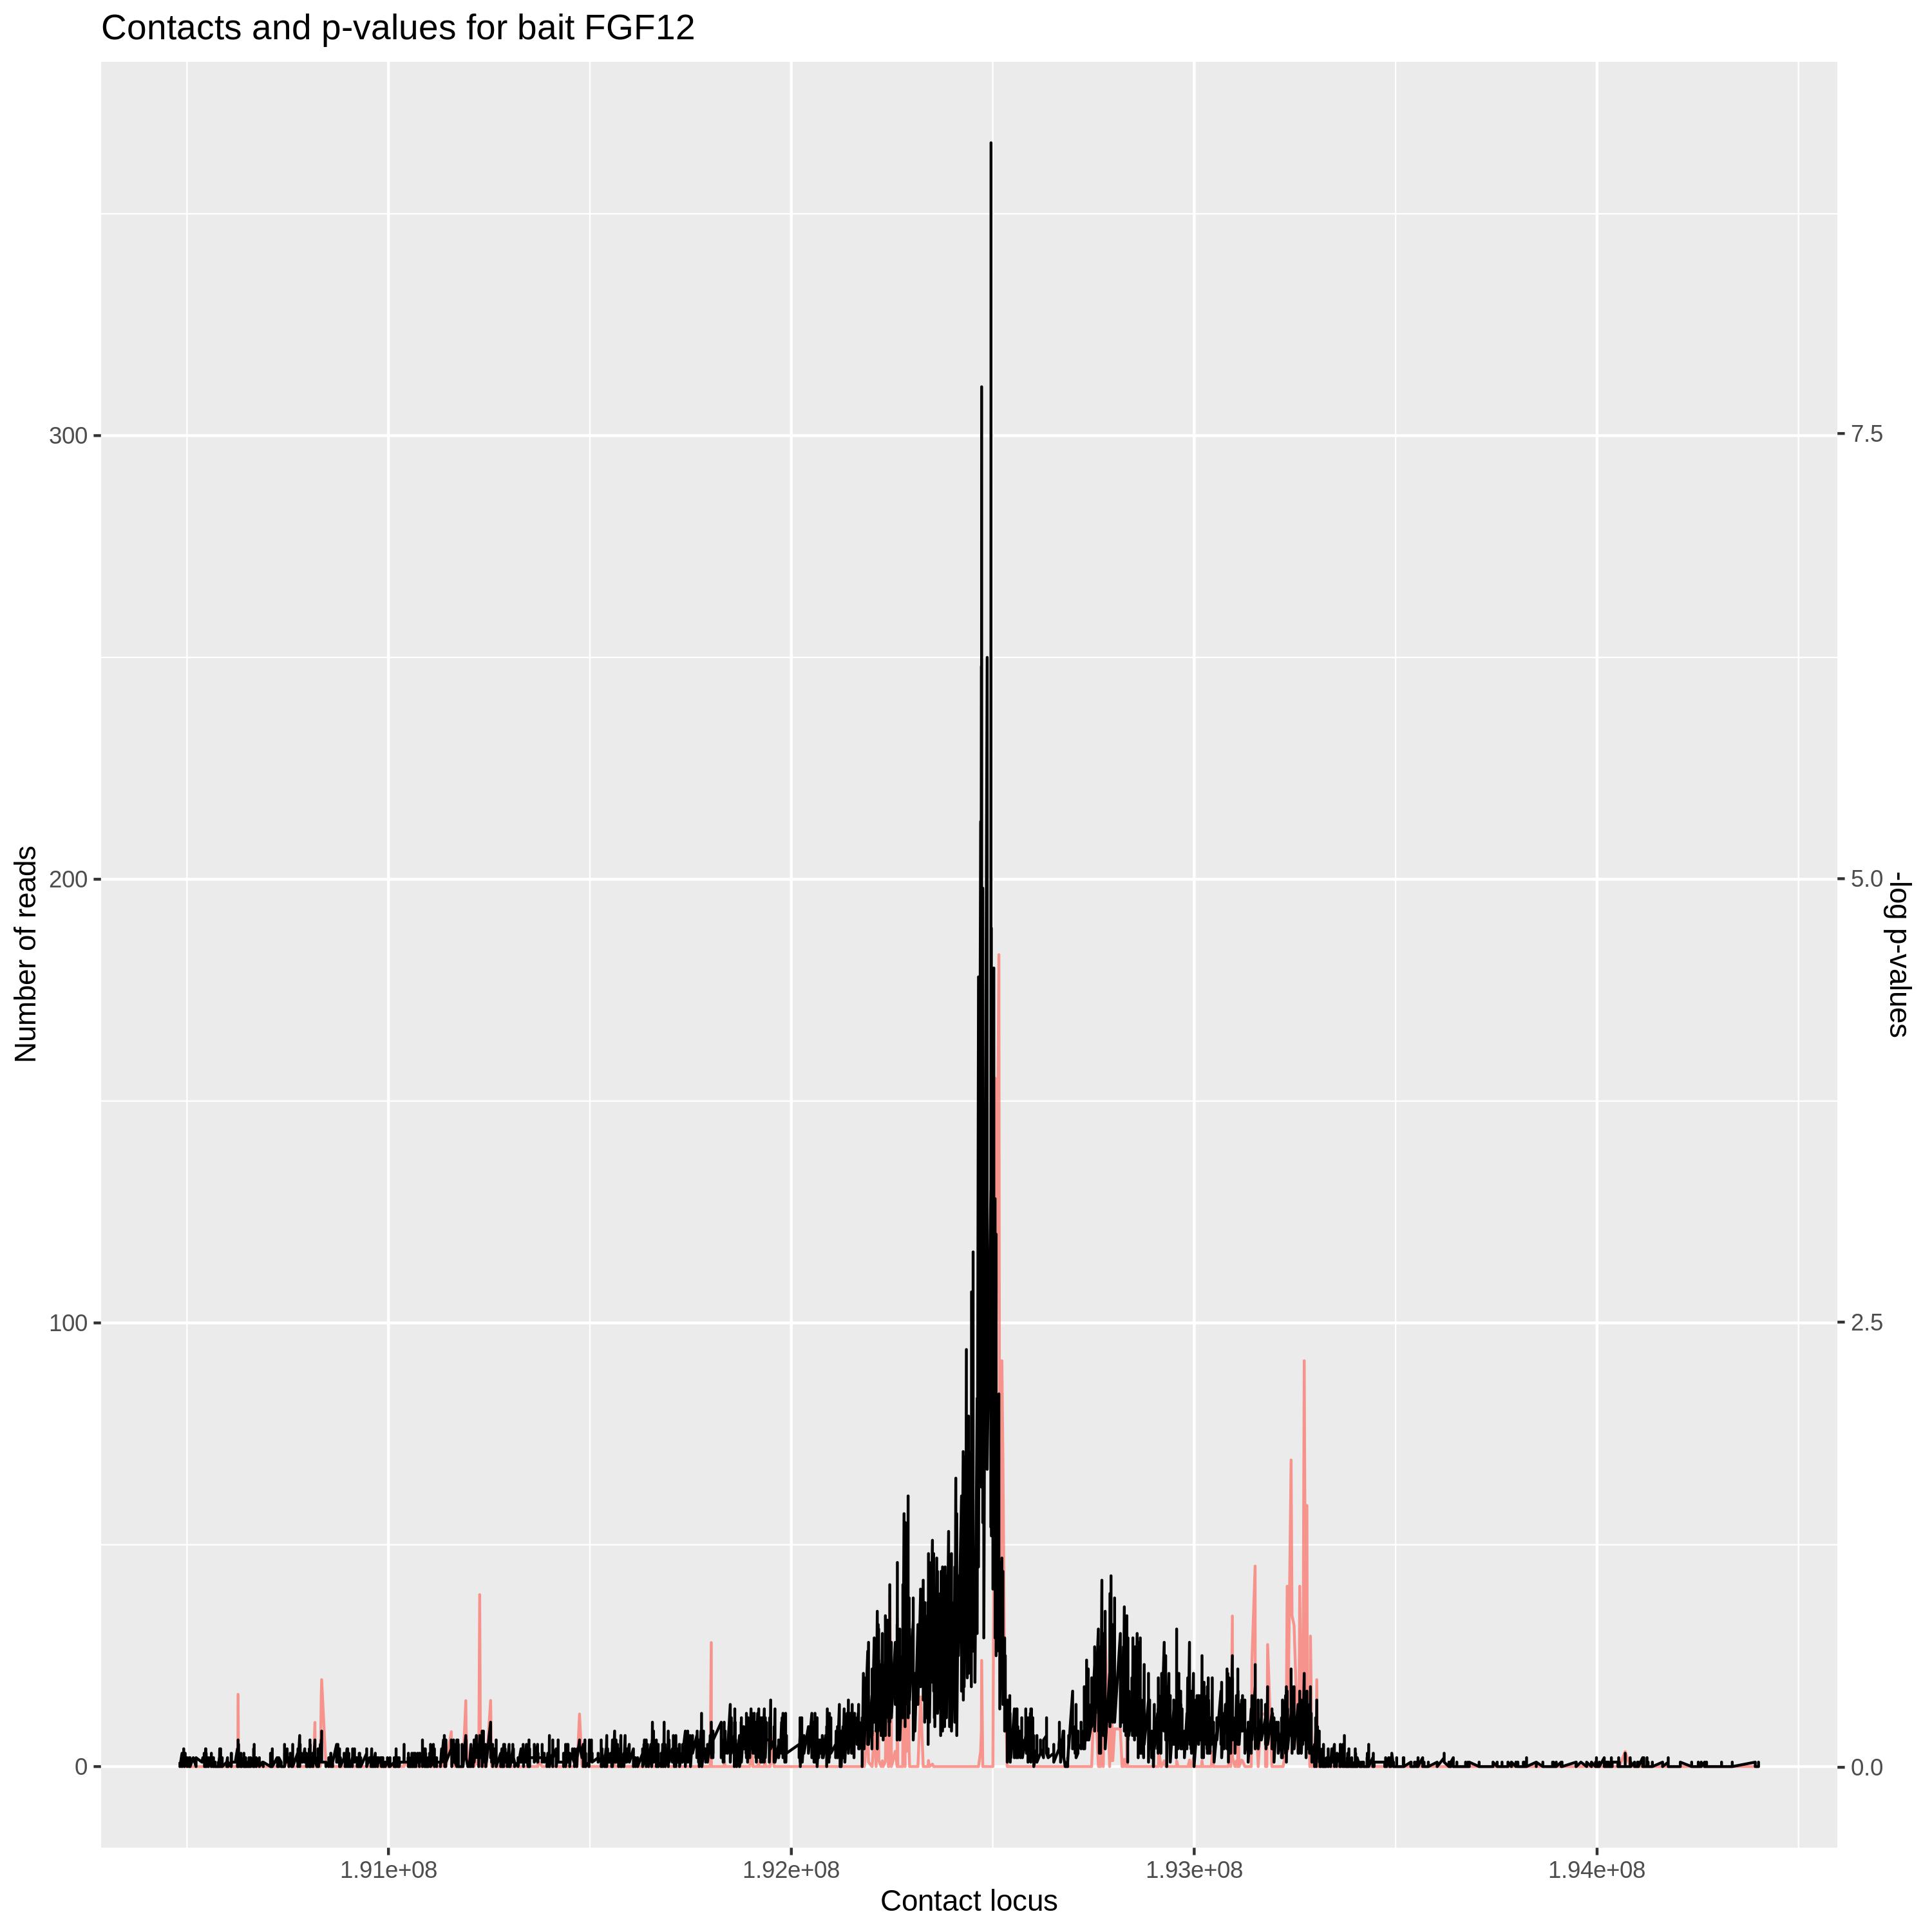 Contacts and p-values for bait FGF12
300
200
100
0
Number of reads
7.5
5.0
2.5
0.0
-log p-values
1.91e+08
1.92e+08
1.93e+08
1.94e+08
Contact locus